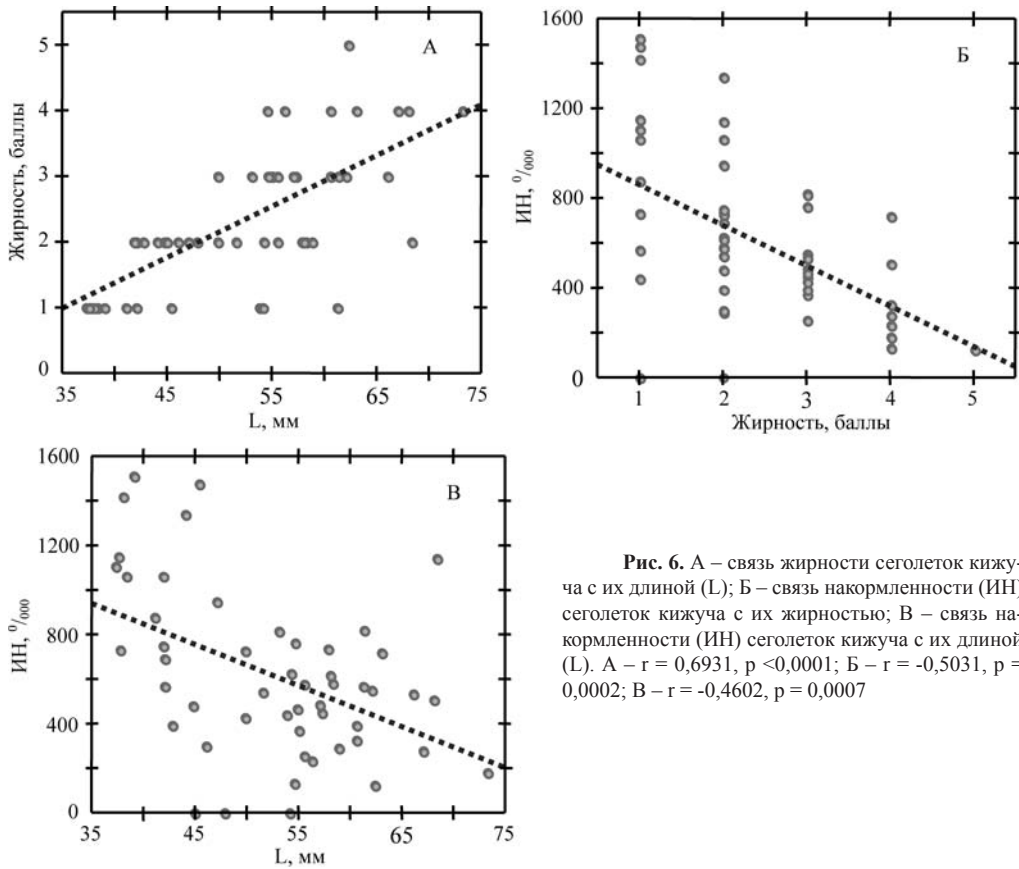 А
Жирность, баллы
5
4
3
2
1
0
35 45 55 65 75
L, мм
Б
ИН, ⁰/₀₀₀
1600
1200
800
400
0
1 2 3 4 5
Жирность, баллы
В
ИН, ⁰/₀₀₀
1600
1200
800
400
0
35 45 55 65 75
L, мм
Рис. 6. А – связь жирности сеголеток кижу-
ча с их длиной (L); Б – связь накормленности (ИН)
сеголеток кижуча с их жирностью; В – связь на-
кормленности (ИН) сеголеток кижуча с их длиной
(L). А – r = 0,6931, p <0,0001; Б – r = -0,5031, p =
0,0002; В – r = -0,4602, p = 0,0007